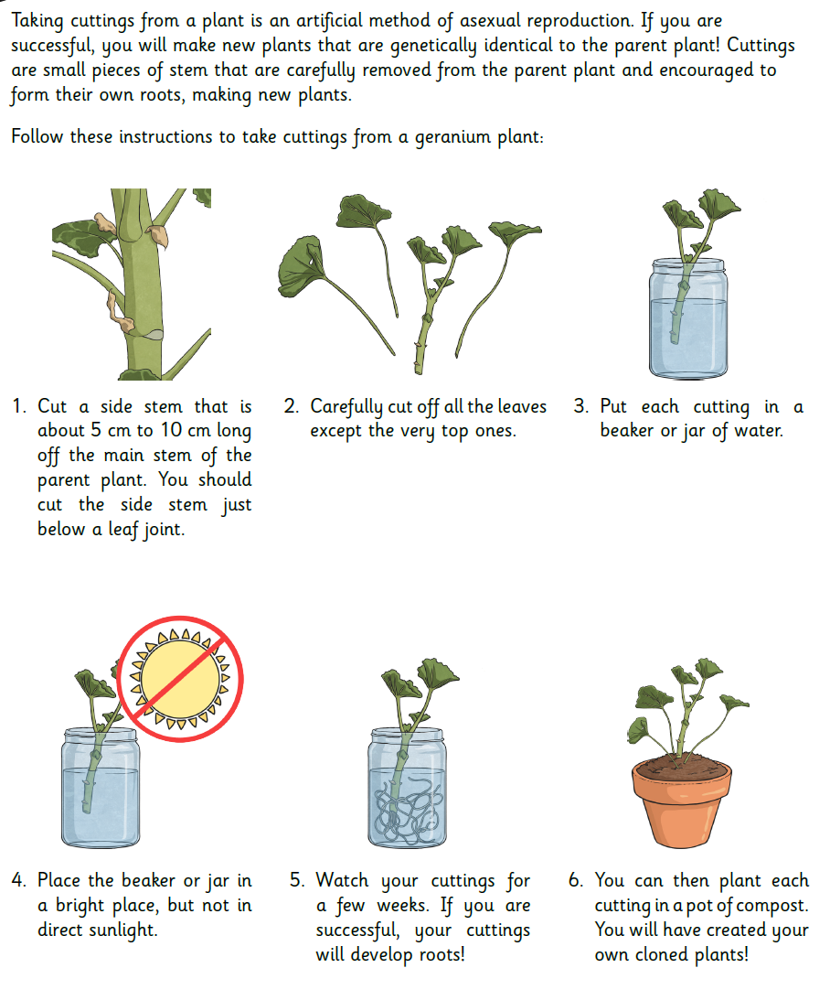 Taking cuttings from a plant is an artificial method of asexual reproduction. If you are
successful, you will make new plants that are genetically identical to the parent plant! Cuttings
are small pieces of stem that are carefully removed from the parent plant and encouraged to
form their own roots, making new plants.
Follow these instructions to take cuttings from a geranium plant:
1. Cut a side stem that is
about 5 cm to 10 cm long
off the main stem of the
parent plant. You should
cut the side stem just
below a leaf joint.
2. Carefully cut off all the leaves
except the very top ones.
3. Put each cutting in a
beaker or jar of water.
4. Place the beaker or jar in
a bright place, but not in
direct sunlight.
5. Watch your cuttings for
a few weeks. If you are
successful, your cuttings
will develop roots!
6. You can then plant each
cutting in a pot of compost.
You will have created your
own cloned plants!